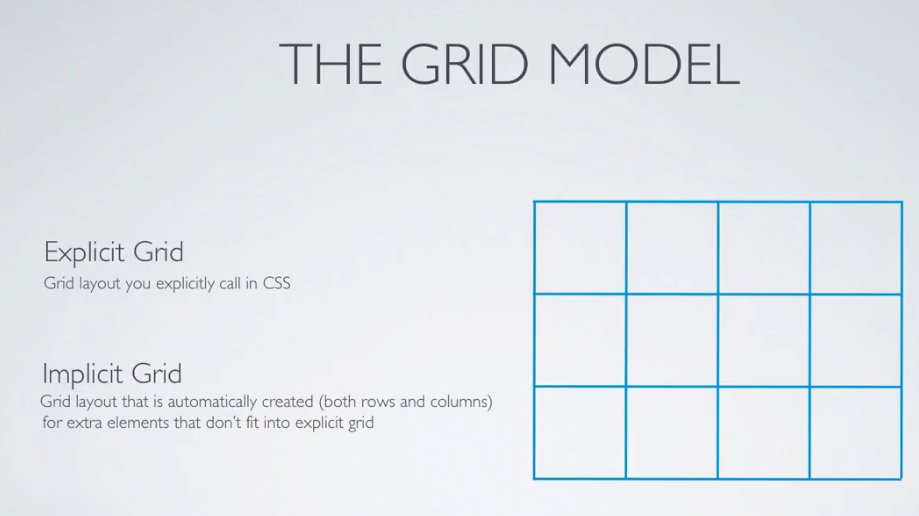 THE GRID MODEL
Explicit Grid
Grid layout you explicitly call in CSS
Implicit Grid
Grid layout that is automatically created (both rows and columns)
for extra elements that don't fit into explicit grid